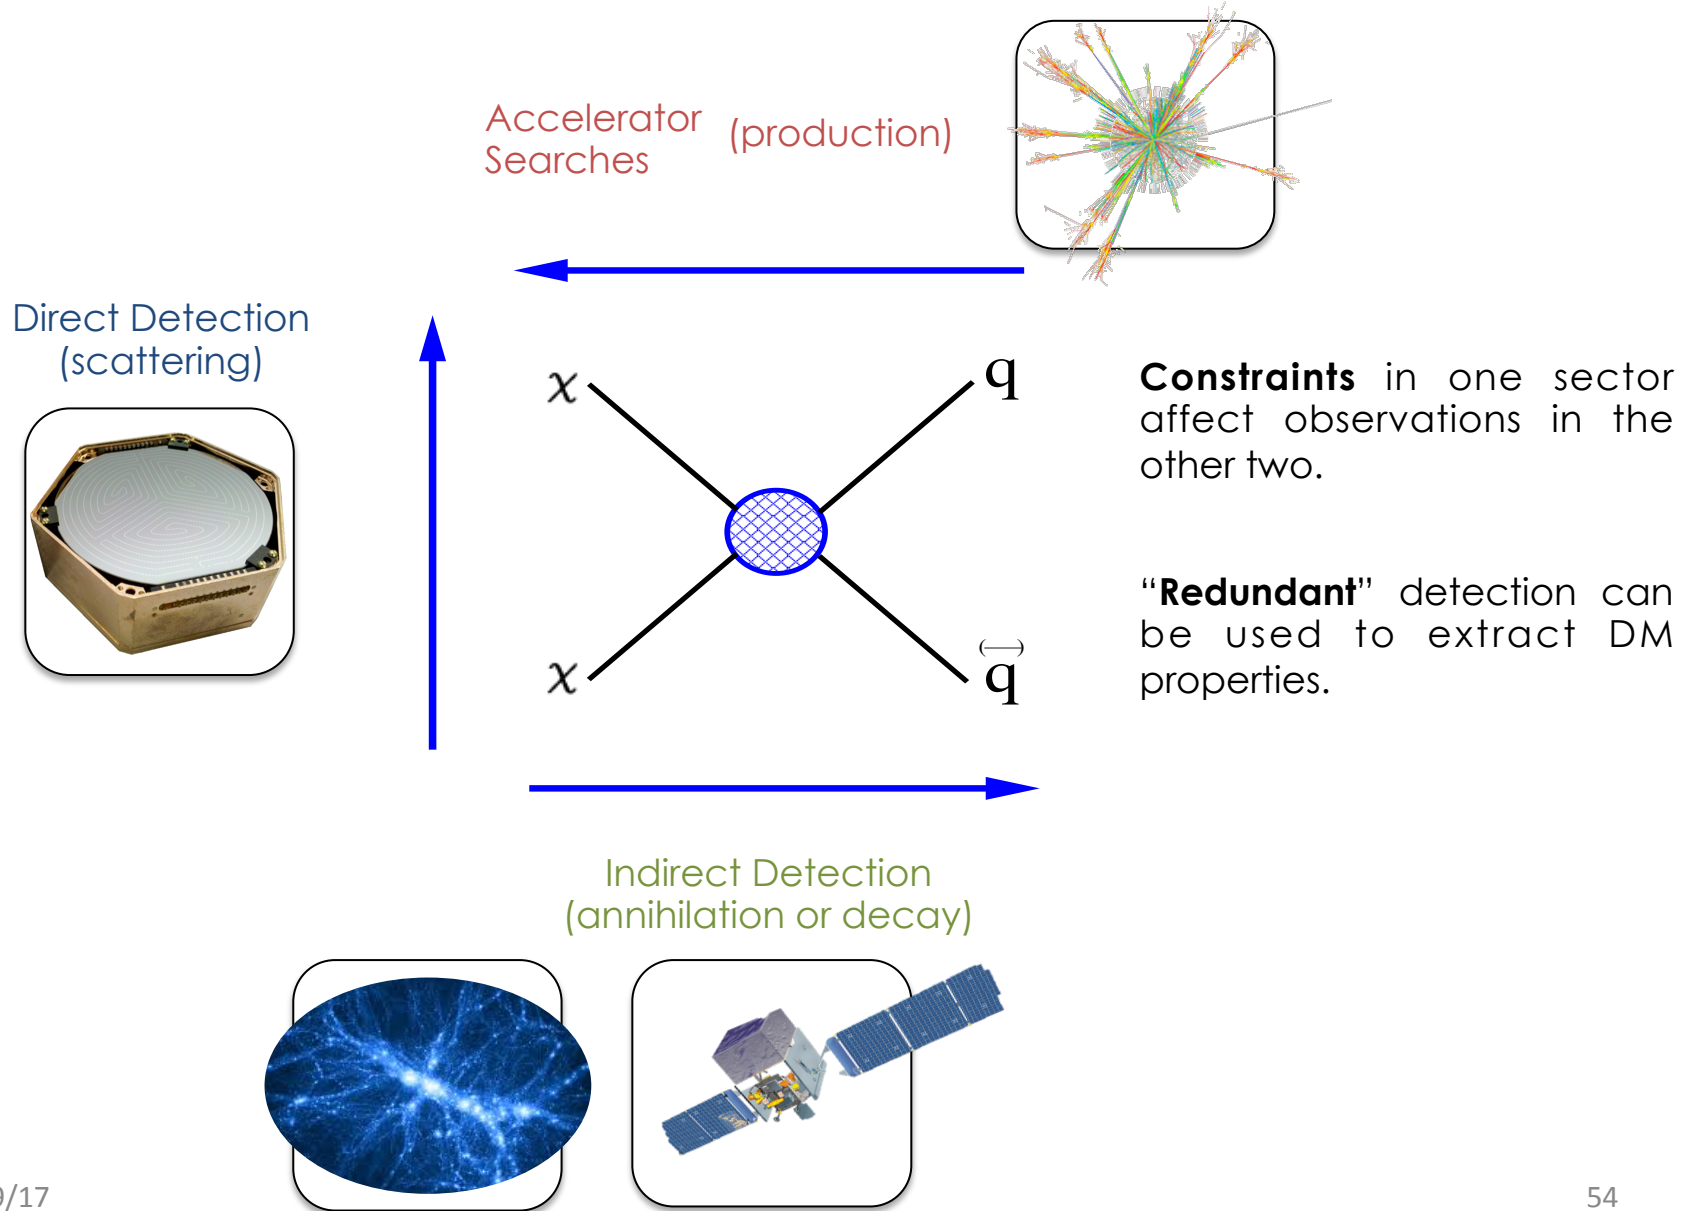 Accelerator (production)
Searches
Direct Detection
(scattering)
χ
q
Constraints in one sector
affect observations in the
other two.
“Redundant” detection can
be used to extract DM
properties.
χ
(—)
q
Indirect Detection
(annihilation or decay)
9/17
54